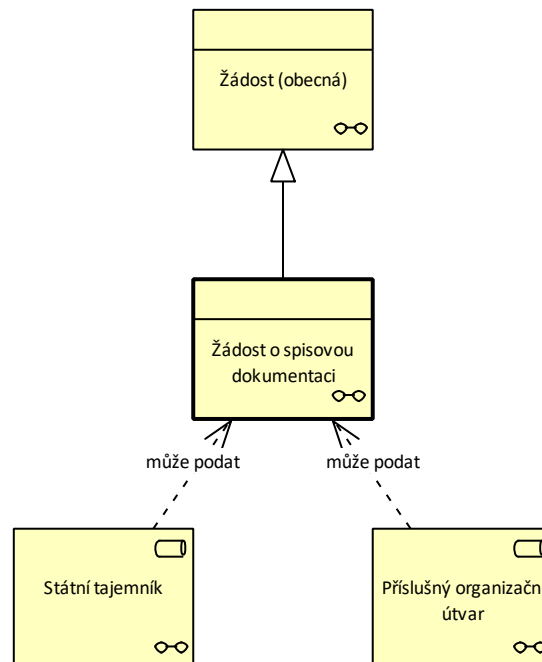 Žádost (obecná)
Žádost o spisovou
dokumentaci
může podat
může podat
Státní tajemník
Příslušný organizačn
útvar